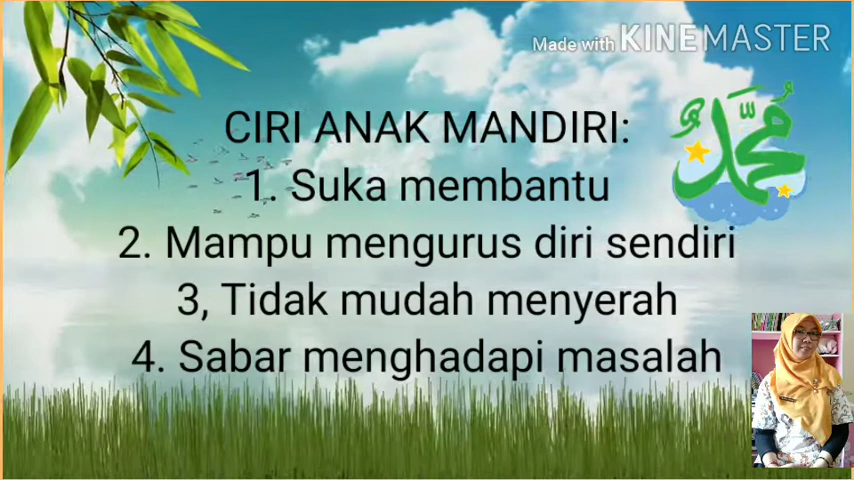 Made with KINEMASTER
CIRI ANAK MANDIRI:
1. Suka membantu
2. Mampu mengurus diri sendiri
3, Tidak mudah menyerah
4. Sabar menghadapi masalah
محمد